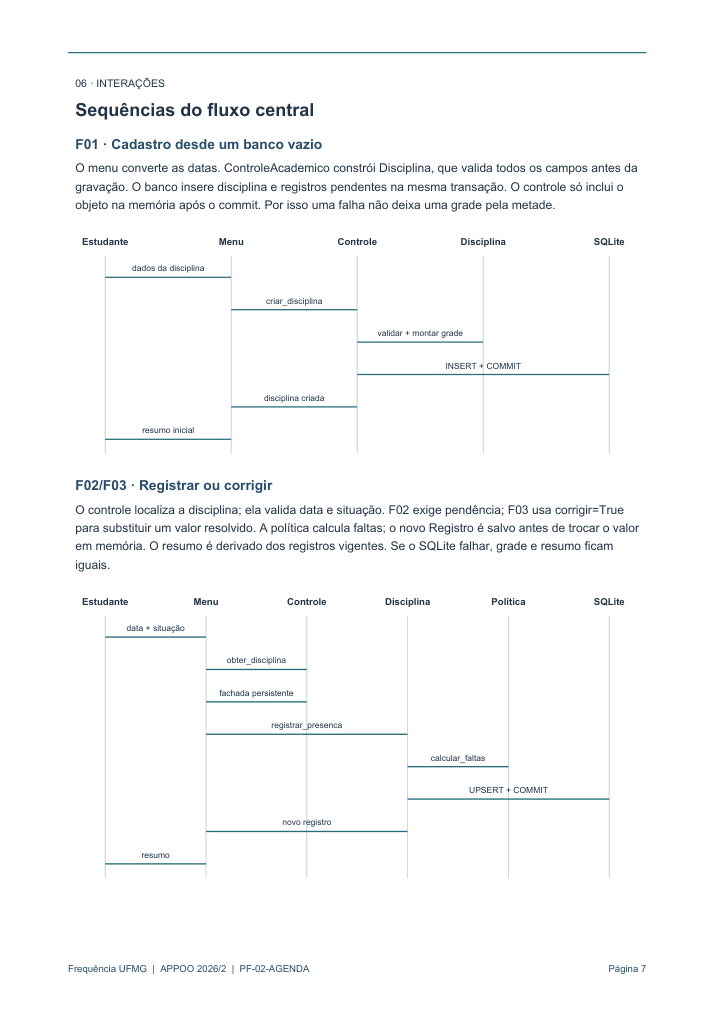 06 · INTERAÇÕES
Sequências do fluxo central
F01 · Cadastro desde um banco vazio
O menu converte as datas. ControleAcademico constrói Disciplina, que valida todos os campos antes da
gravação. O banco insere disciplina e registros pendentes na mesma transação. O controle só inclui o
objeto na memória após o commit. Por isso uma falha não deixa uma grade pela metade.
Estudante Menu Controle Disciplina SQLite
dados da disciplina
criar_disciplina
validar + montar grade
INSERT + COMMIT
disciplina criada
resumo inicial
F02/F03 · Registrar ou corrigir
O controle localiza a disciplina; ela valida data e situação. F02 exige pendência; F03 usa corrigir=True
para substituir um valor resolvido. A política calcula faltas; o novo Registro é salvo antes de trocar o valor
em memória. O resumo é derivado dos registros vigentes. Se o SQLite falhar, grade e resumo ficam
iguais.
Estudante Menu Controle Disciplina Política SQLite
data + situação
obter_disciplina
fachada persistente
registrar_presenca
calcular_faltas
UPSERT + COMMIT
novo registro
resumo
Frequência UFMG | APPOO 2026/2 | PF-02-AGENDA Página 7